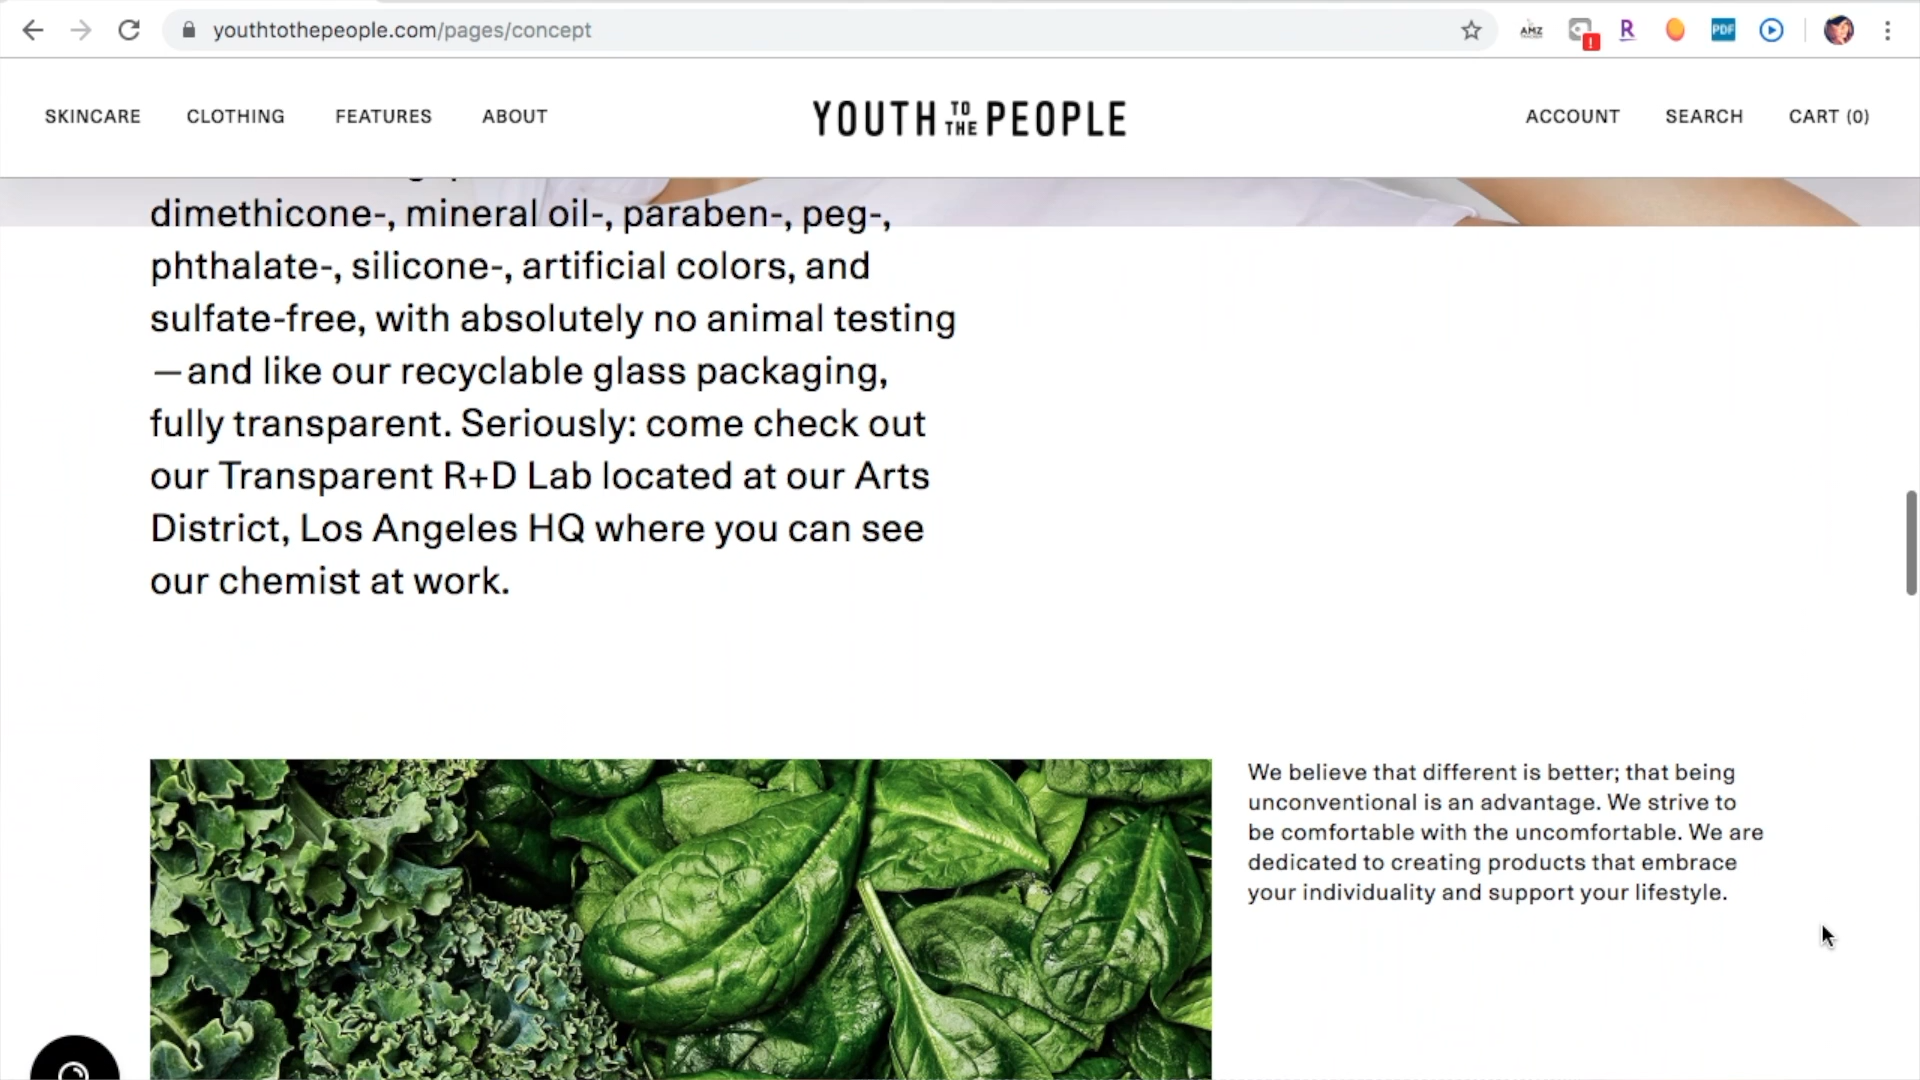 youthtothepeople.com/pages/concept
AMZ
R
PDF
SKINCARE CLOTHING FEATURES ABOUT
YOUTH TO THE PEOPLE
ACCOUNT SEARCH CART (0)
dimethicone-, mineral oil-, paraben-, peg-,
phthalate-, silicone-, artificial colors, and
sulfate-free, with absolutely no animal testing
—and like our recyclable glass packaging,
fully transparent. Seriously: come check out
our Transparent R+D Lab located at our Arts
District, Los Angeles HQ where you can see
our chemist at work.
We believe that different is better; that being
unconventional is an advantage. We strive to
be comfortable with the uncomfortable. We are
dedicated to creating products that embrace
your individuality and support your lifestyle.